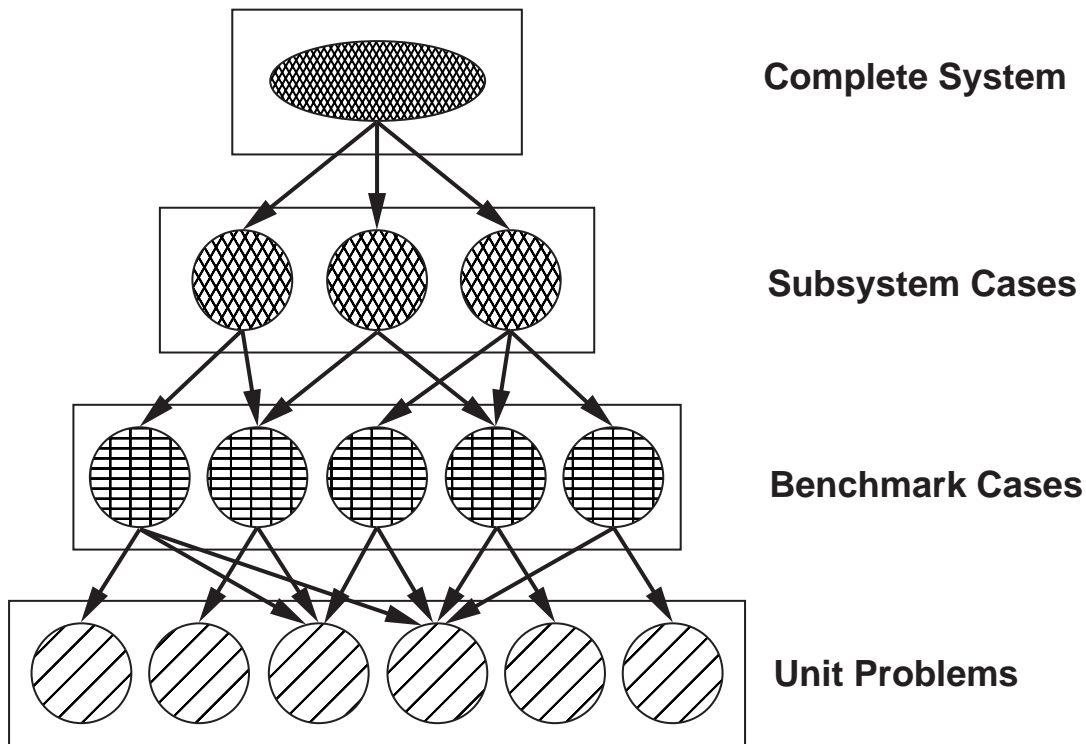 Complete System
Subsystem Cases
Benchmark Cases
Unit Problems